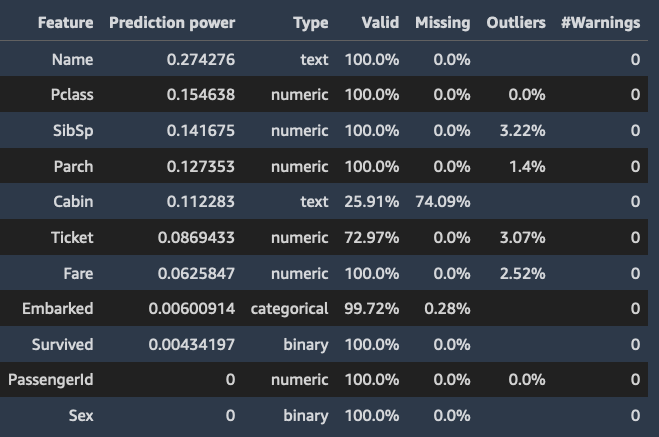 Feature Prediction power Type Valid Missing Outliers #Warnings
Name 0.274276 text 100.0% 0.0% 0
Pclass 0.154638 numeric 100.0% 0.0% 0.0% 0
SibSp 0.141675 numeric 100.0% 0.0% 3.22% 0
Parch 0.127353 numeric 100.0% 0.0% 1.4% 0
Cabin 0.112283 text 25.91% 74.09% 0
Ticket 0.0869433 numeric 72.97% 0.0% 3.07% 0
Fare 0.0625847 numeric 100.0% 0.0% 2.52% 0
Embarked 0.00600914 categorical 99.72% 0.28% 0
Survived 0.00434197 binary 100.0% 0.0% 0
PassengerId 0 numeric 100.0% 0.0% 0.0% 0
Sex 0 binary 100.0% 0.0% 0